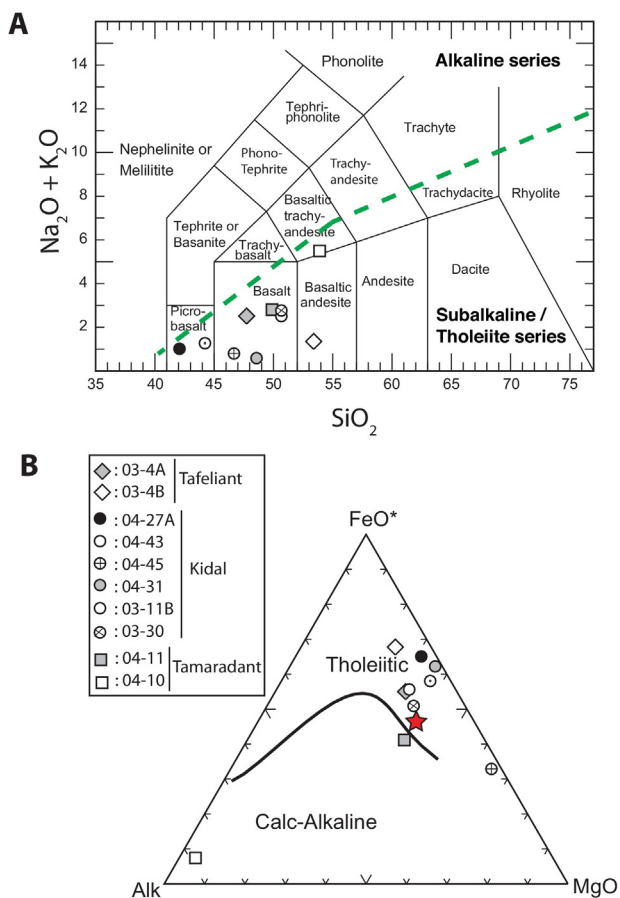 A
Na2O + K2O
14
12
10
8
6
4
2
35
40
45
50
55
60
65
70
75
SiO2
Phonolite
Alkaline series
Tephri-
phonolite
Trachyte
Nephelinite or
Melilitite
Phono-
Tephrite
Trachy-
andesite
Basaltic
trachy-
andesite
Trachydacite
Rhyolite
Tephrite or
Basanite
Trachy-
basalt
Basalt
Basaltic
andesite
Andesite
Dacite
Picro-
basalt
Subalkaline /
Tholeiite series
B
: 03-4A
: 03-4B
Tafeliant
: 04-27A
: 04-43
: 04-45
: 04-31
: 03-11B
: 03-30
Kidal
: 04-11
: 04-10
Tamaradant
FeO*
Tholeiitic
Calc-Alkaline
Alk
MgO